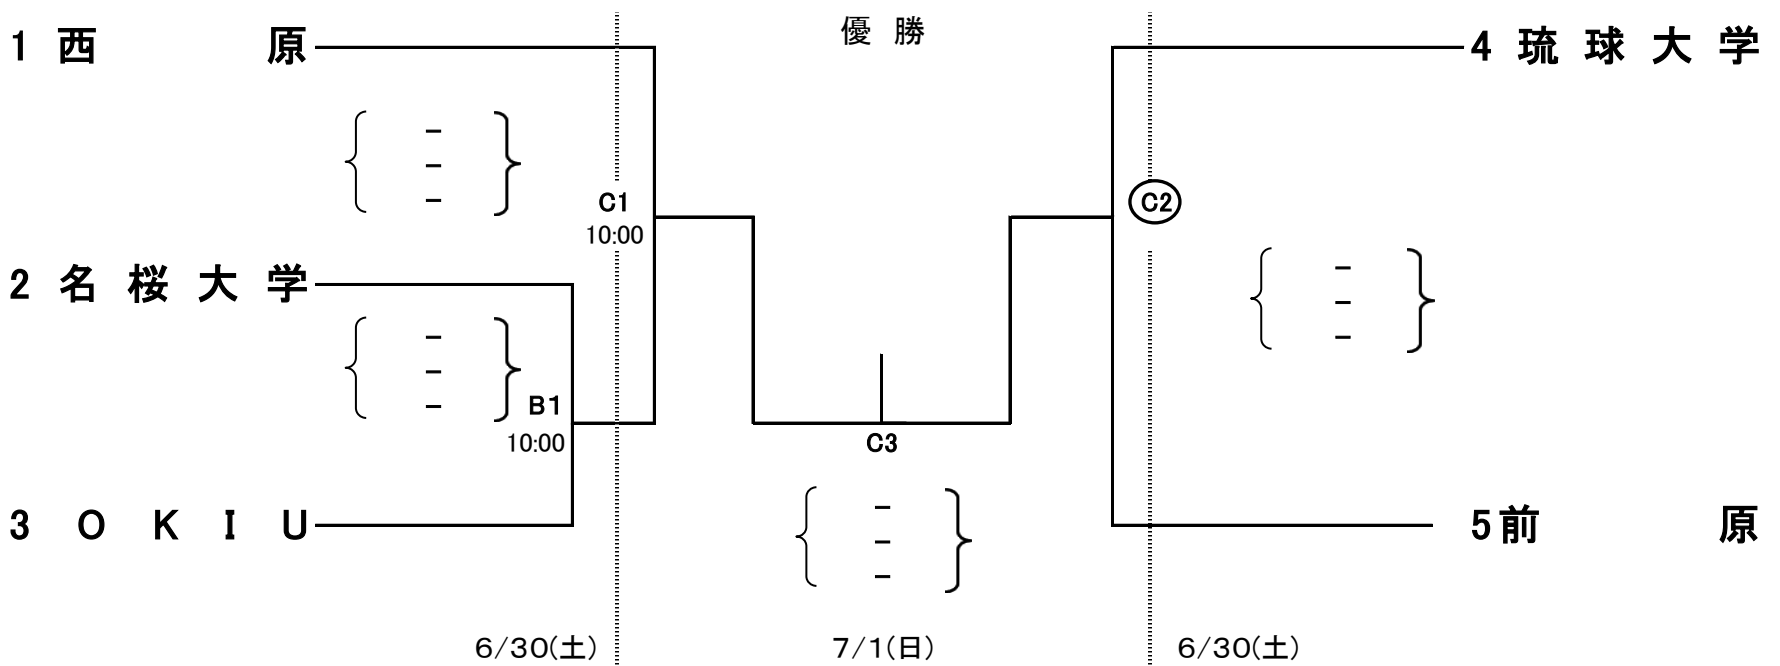 優 勝
1 西 原
4 琉 球 大 学
-
-
-
C1
10:00
C2
2 名 桜 大 学
-
-
-
-
-
-
B1
10:00
C3
3 O K I U
5 前 原
-
-
-
6/30(土)
7/1(日)
6/30(土)